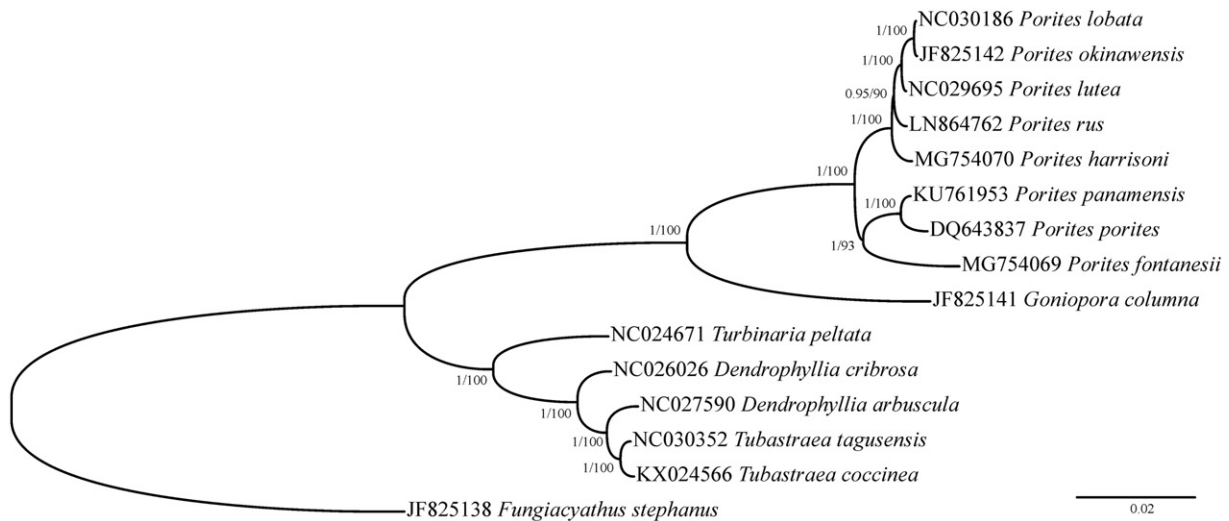 NC030186 Porites lobata
1/100
JF825142 Porites okinawensis
1/100
NC029695 Porites lutea
0.95/90
LN864762 Porites rus
1/100
MG754070 Porites harrisoni
1/100
KU761953 Porites panamensis
1/100
DQ643837 Porites porites
1/100
1/93
MG754069 Porites fontanesii
JF825141 Goniopora columna
NC024671 Turbinaria peltata
NC026026 Dendrophyllia cribrosa
1/100
NC027590 Dendrophyllia arbuscula
1/100
NC030352 Tubastraea tagusensis
1/100
1/100
KX024566 Tubastraea coccinea
JF825138 Fungiacyathus stephanus
0.02